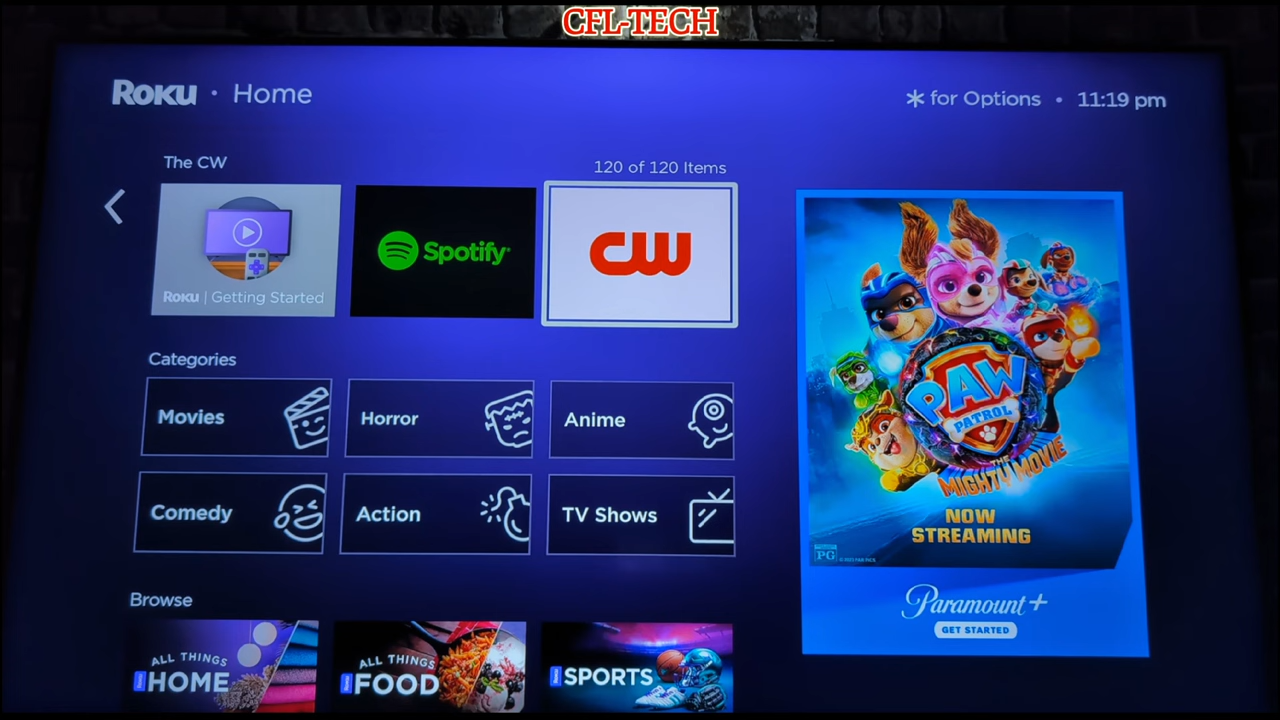 CFL-TECH
ROKU • Home
* for Options • 11:19 pm
The CW
120 of 120 Items
ROKU | Getting Started
Spotify
CW
Categories
Movies
Horror
Anime
Comedy
Action
TV Shows
Browse
ALL THINGS
HOME
ALL THINGS
FOOD
SPORTS
PAW
PATROL
THE
MIGHTY MOVIE
NOW
STREAMING
PG
Paramount+
GET STARTED